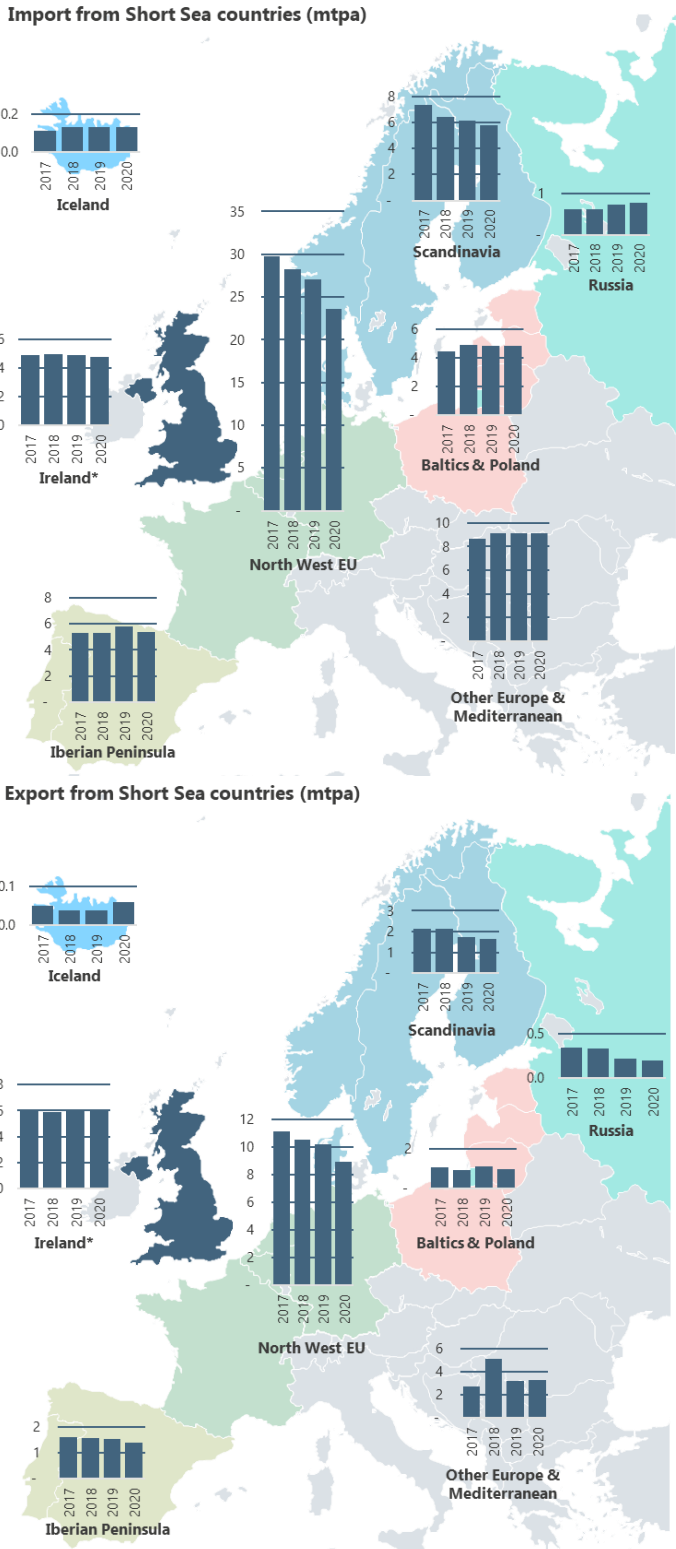 Import from Short Sea countries (mtpa)
0.2
0.0
2017 2018 2019 2020
Iceland
8
6
4
2
-
2017 2018 2019 2020
Scandinavia
1
-
2017 2018 2019 2020
Russia
35
30
25
20
15
10
5
-
2017 2018 2019 2020
North West EU
6
4
2
0
2017 2018 2019 2020
Ireland*
6
4
2
-
2017 2018 2019 2020
Baltics & Poland
10
8
6
4
2
-
2017 2018 2019 2020
Other Europe &
Mediterranean
8
6
4
2
-
2017 2018 2019 2020
Iberian Peninsula
Export from Short Sea countries (mtpa)
0.1
0.0
2017 2018 2019 2020
Iceland
3
2
1
-
2017 2018 2019 2020
Scandinavia
0.5
0.0
2017 2018 2019 2020
Russia
8
6
4
2
0
2017 2018 2019 2020
Ireland*
12
10
8
6
4
2
-
2017 2018 2019 2020
North West EU
2
-
2017 2018 2019 2020
Baltics & Poland
6
4
2
-
2017 2018 2019 2020
Other Europe &
Mediterranean
2
1
-
2017 2018 2019 2020
Iberian Peninsula